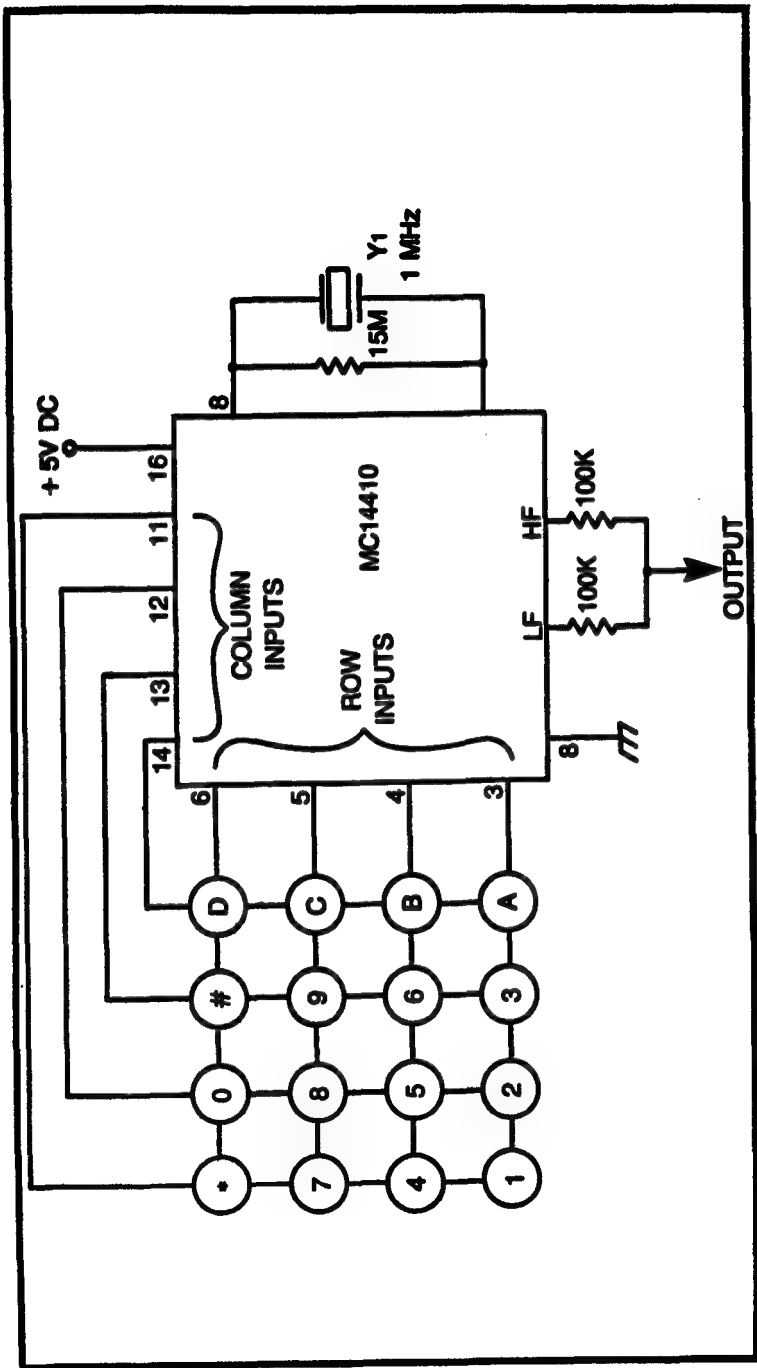 + 5V DC
14 13 12 11 16
8
* 0 # D 6
COLUMN
INPUTS
7 8 9 C 5
15M
Y1
1 MHz
ROW
INPUTS
MC14410
4 5 6 B 4
1 2 3 A 3
LF HF
8
100K 100K
OUTPUT